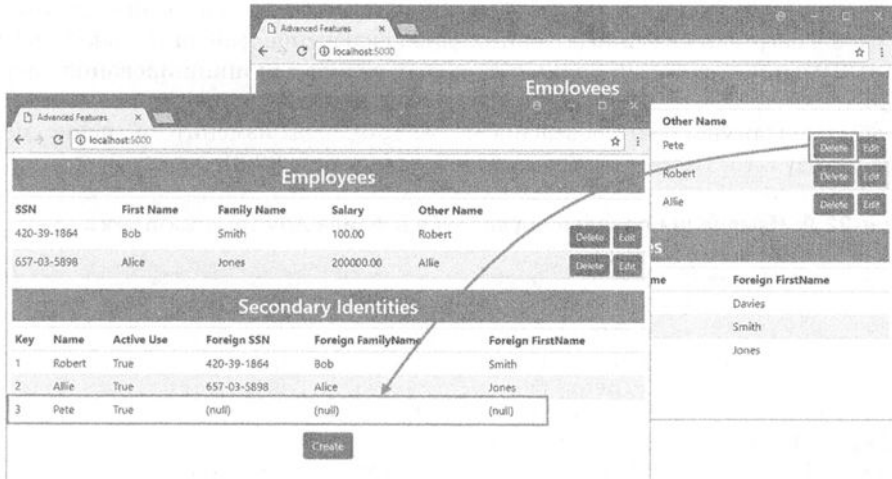 Advanced Features
localhost:5000
Employees
Other Name
Pete Delete Edit
Robert Delete Edit
Allie Delete Edit
Foreign FirstName
Davies
Smith
Jones
Advanced Features
localhost:5000
Employees
SSN First Name Family Name Salary Other Name
420-39-1864 Bob Smith 100.00 Robert Delete Edit
657-03-5898 Alice Jones 200000.00 Allie Delete Edit
Secondary Identities
Key Name Active Use Foreign SSN Foreign FamilyName Foreign FirstName
1 Robert True 420-39-1864 Bob Smith
2 Allie True 657-03-5898 Alice Jones
3 Pete True (null) (null) (null)
Create